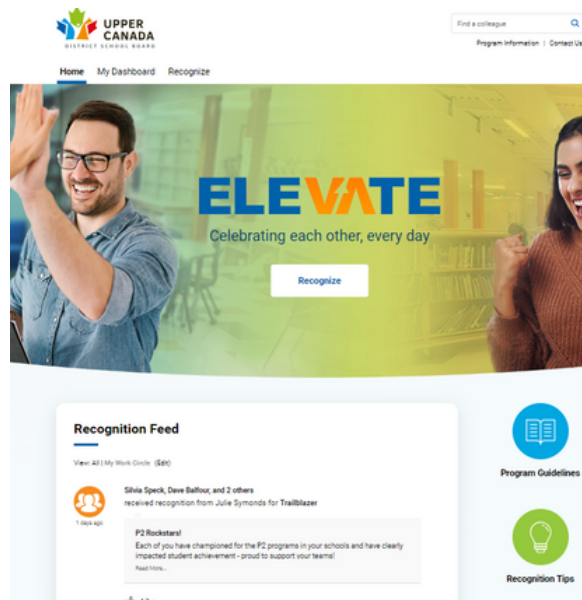 UPPER
CANADA
DISTRICT SCHOOL BOARD
Find a colleague
Program Information | Contact Us
Home My Dashboard Recognize
ELEVATE
Celebrating each other, every day
Recognize
Recognition Feed
View: All | My Work Circle (Edit)
Silvia Speck, Dave Balfour, and 2 others
received recognition from Julie Symonds for Trailblazer
1 days ago
P2 Rockstars!
Each of you have championed for the P2 programs in your schools and have clearly
impacted student achievement - proud to support your teams!
Read More...
Program Guidelines
Recognition Tips